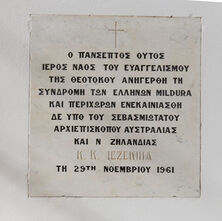 Ο ΠΑΝΣΕΠΤΟΣ ΟΥΤΟΣ
ΙΕΡΟΣ ΝΑΟΣ ΤΟΥ ΕΥΑΓΓΕΛΙΣΜΟΥ
ΤΗΣ ΘΕΟΤΟΚΟΥ ΑΝΗΓΕΡΘΗ ΤΗ
ΣΥΝΔΡΟΜΗ ΤΩΝ ΕΛΛΗΝΩΝ MILDURA
ΚΑΙ ΠΕΡΙΧΩΡΩΝ ΕΝΕΚΑΙΝΙΑΣΘΗ
ΔΕ ΥΠΟ ΤΟΥ ΣΕΒΑΣΜΙΩΤΑΤΟΥ
ΑΡΧΙΕΠΙΣΚΟΠΟΥ ΑΥΣΤΡΑΛΙΑΣ
ΚΑΙ Ν ΖΗΛΑΝΔΙΑΣ
Κ. Κ. ΙΕΖΕΚΙΗΛ
ΤΗ 29ΤΗ ΝΟΕΜΒΡΙΟΥ 1961